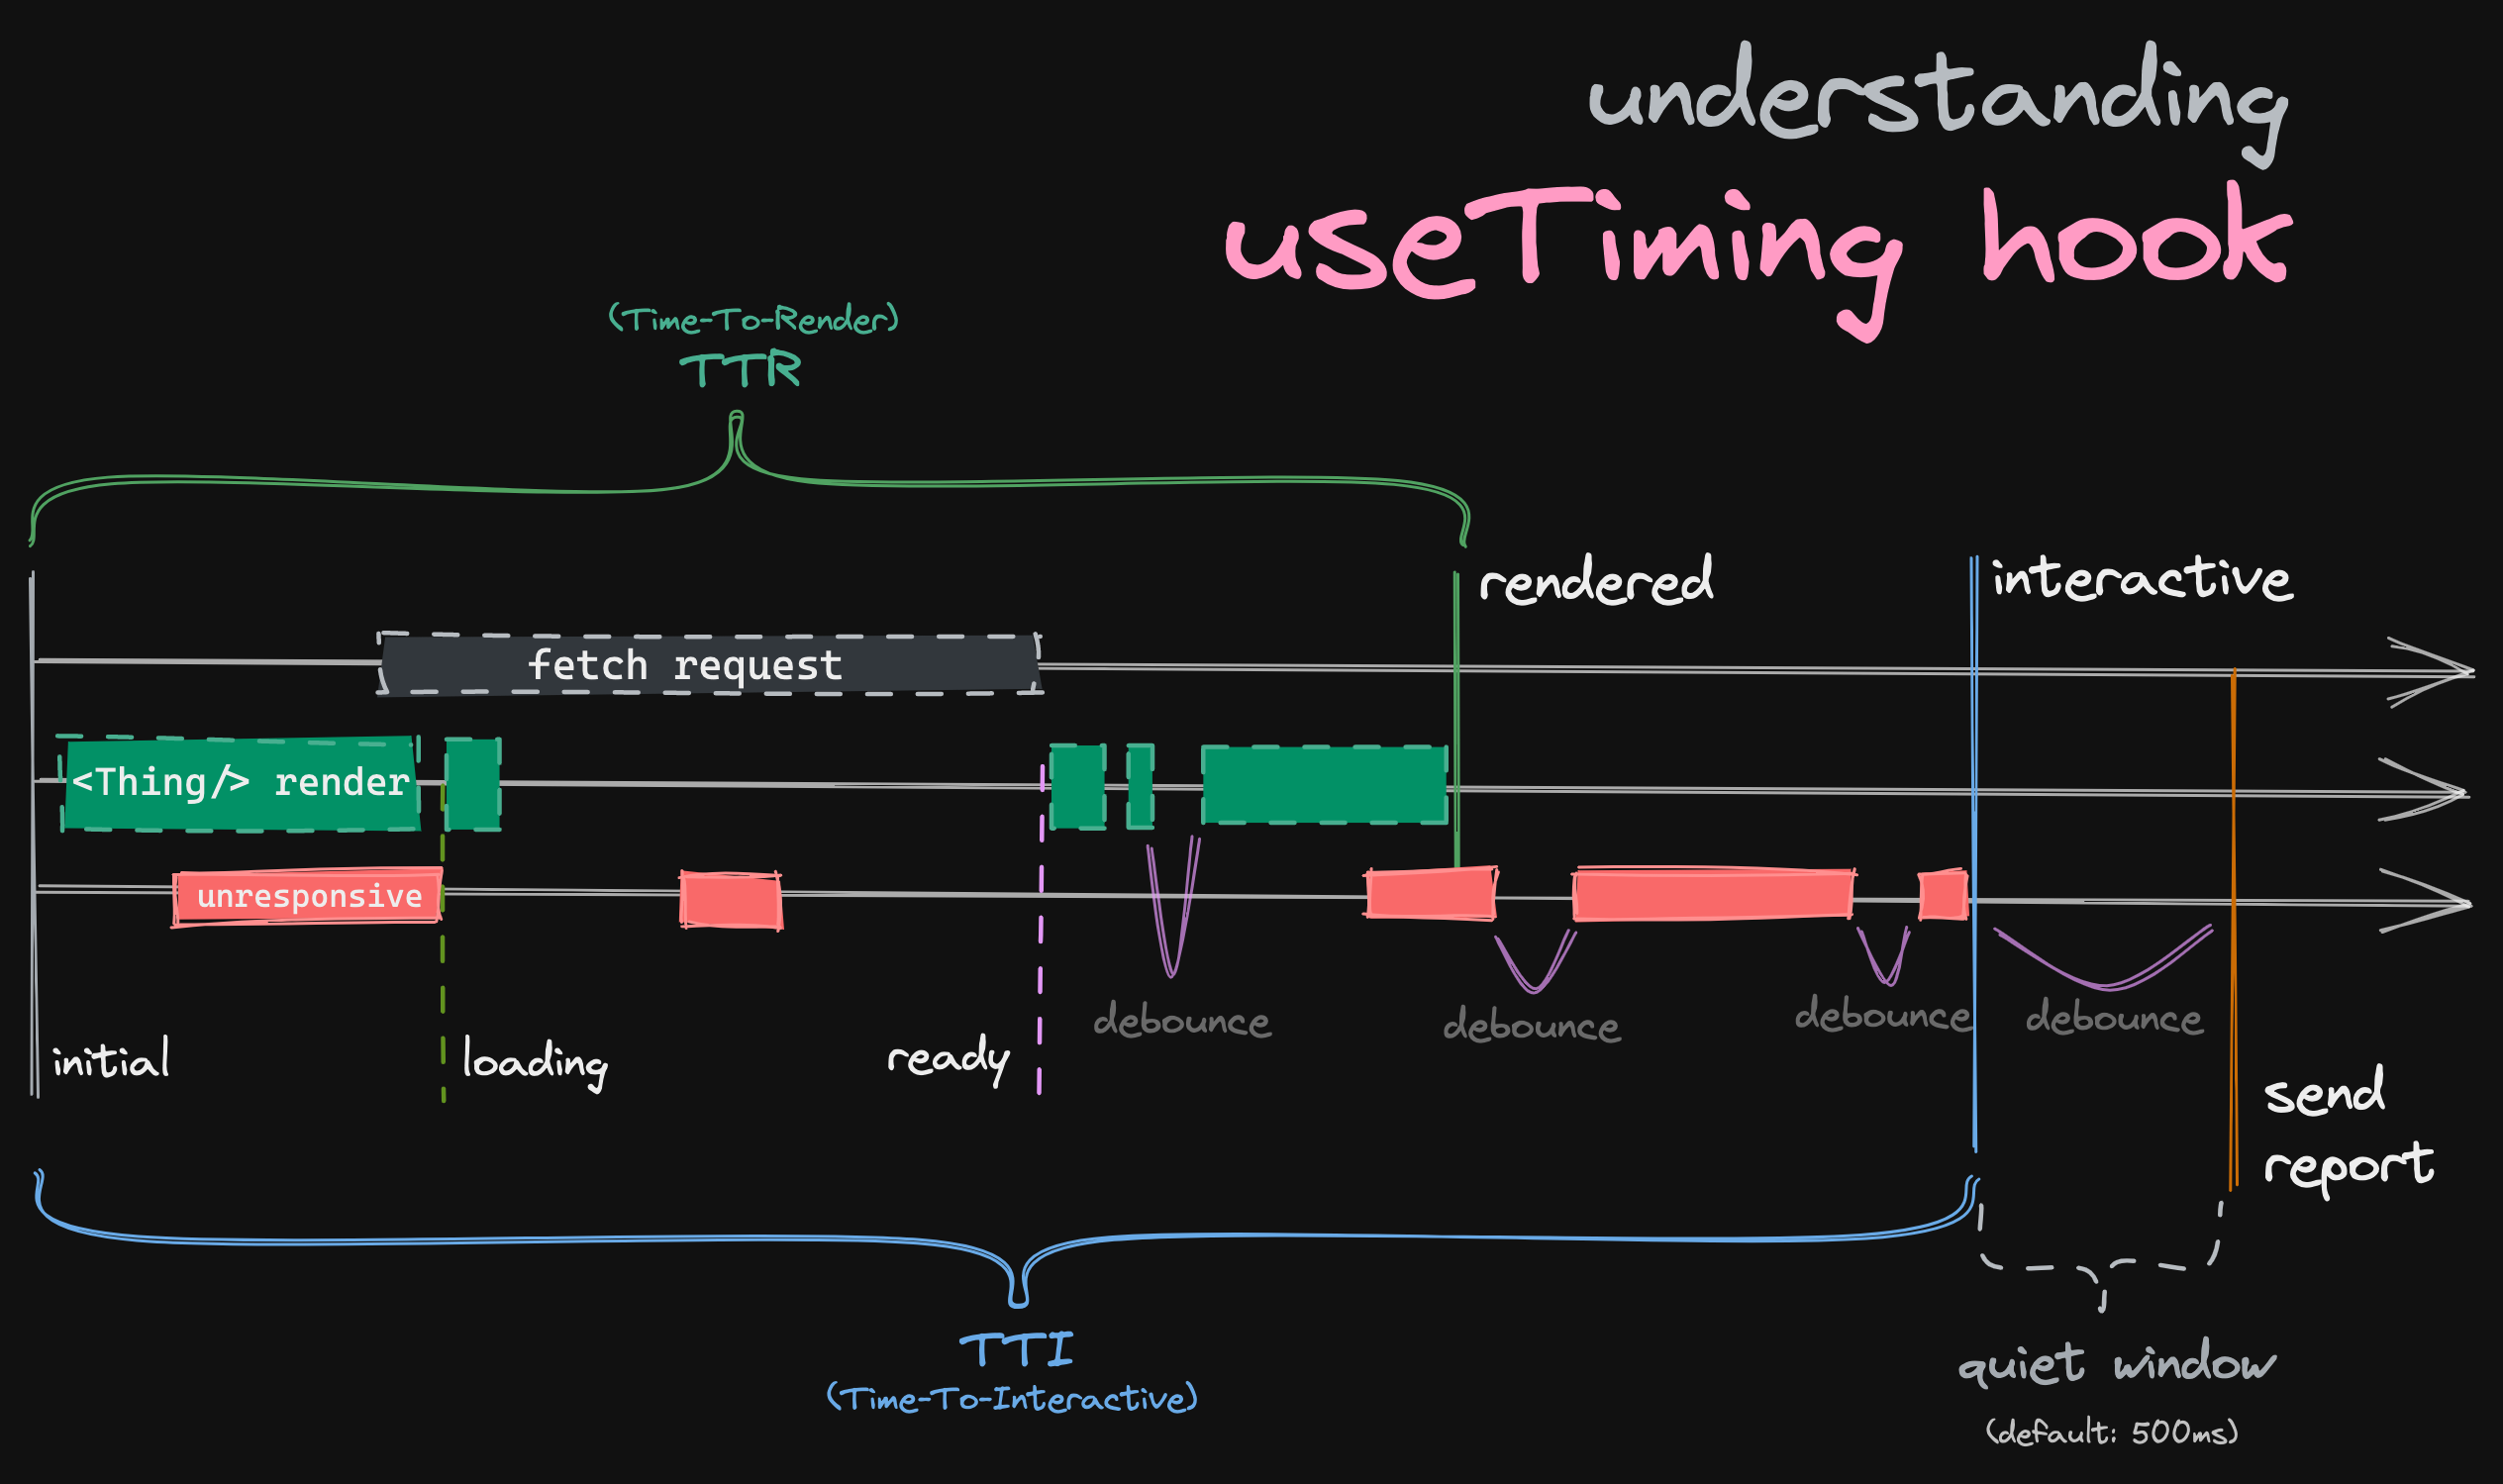 understanding
useTiming hook
(Time-To-Render)
TTR
rendered
interactive
fetch request
<Thing/> render
unresponsive
debounce
debounce
debounce
debounce
initial
loading
ready
send
report
TTI
(Time-To-Interactive)
quiet window
(default: 500ms)